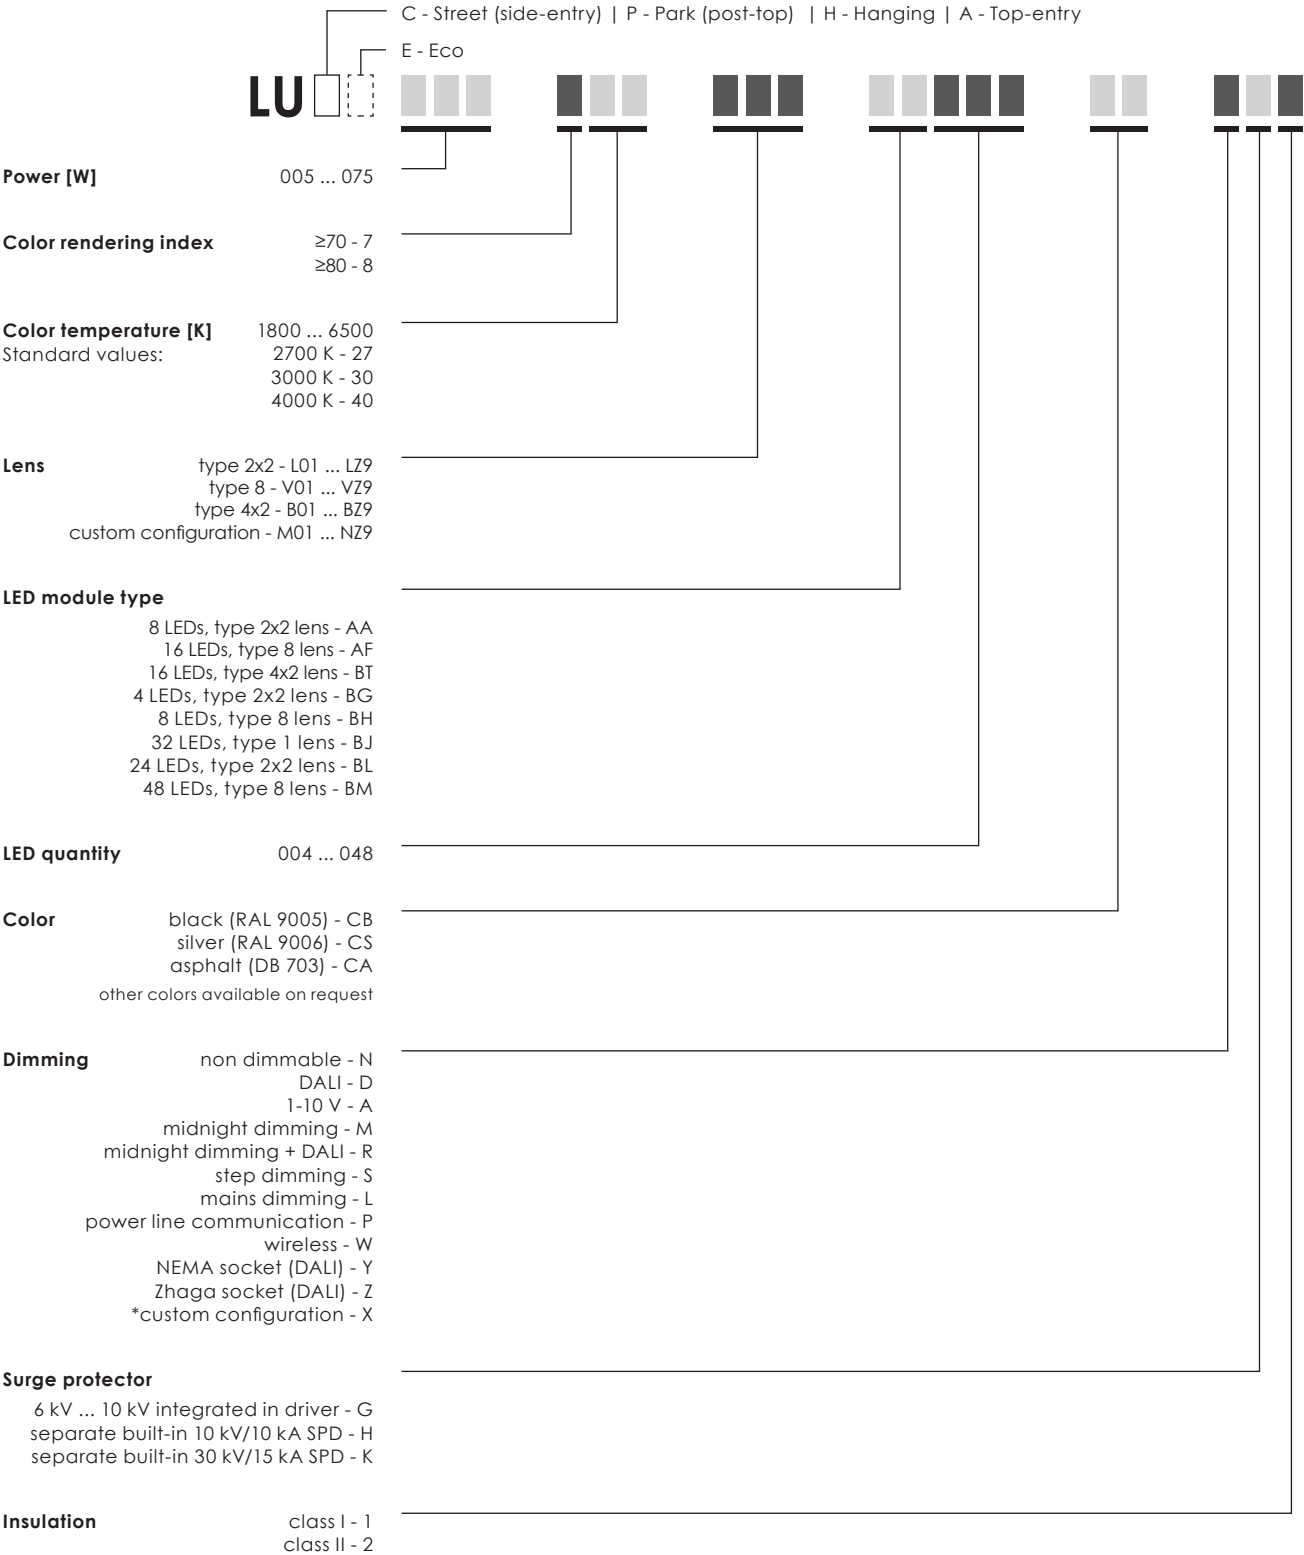 C - Street (side-entry) | P - Park (post-top) | H - Hanging | A - Top-entry
E - Eco
LU
Power [W] 005 ... 075
Color rendering index ≥70 - 7
≥80 - 8
Color temperature [K] 1800 ... 6500
Standard values: 2700 K - 27
3000 K - 30
4000 K - 40
Lens type 2x2 - L01 ... LZ9
type 8 - V01 ... VZ9
type 4x2 - B01 ... BZ9
custom configuration - M01 ... NZ9
LED module type
8 LEDs, type 2x2 lens - AA
16 LEDs, type 8 lens - AF
16 LEDs, type 4x2 lens - BT
4 LEDs, type 2x2 lens - BG
8 LEDs, type 8 lens - BH
32 LEDs, type 1 lens - BJ
24 LEDs, type 2x2 lens - BL
48 LEDs, type 8 lens - BM
LED quantity 004 ... 048
Color black (RAL 9005) - CB
silver (RAL 9006) - CS
asphalt (DB 703) - CA
other colors available on request
Dimming non dimmable - N
DALI - D
1-10 V - A
midnight dimming - M
midnight dimming + DALI - R
step dimming - S
mains dimming - L
power line communication - P
wireless - W
NEMA socket (DALI) - Y
Zhaga socket (DALI) - Z
*custom configuration - X
Surge protector
6 kV ... 10 kV integrated in driver - G
separate built-in 10 kV/10 kA SPD - H
separate built-in 30 kV/15 kA SPD - K
Insulation class I - 1
class II - 2